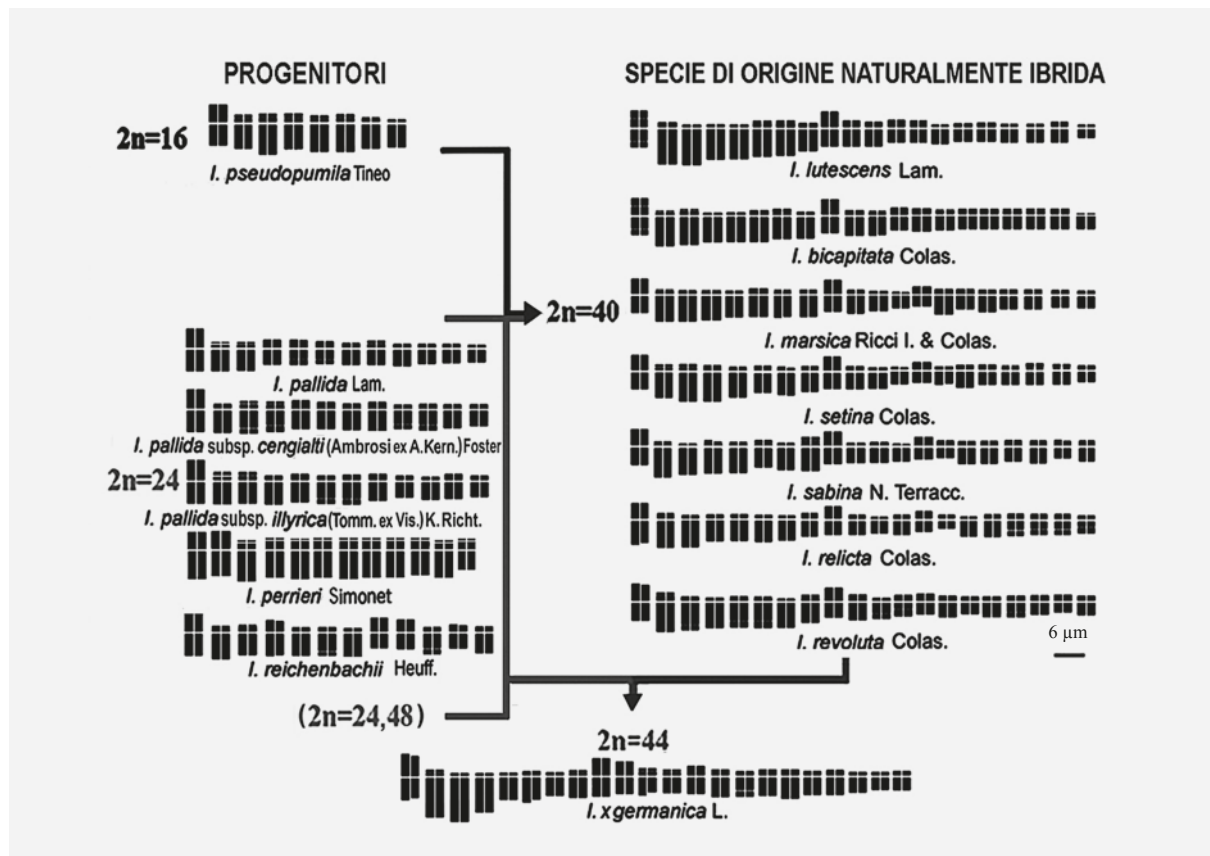 PROGENITORI
2n=16
I. pseudopumila Tineo
I. pallida Lam.
I. pallida subsp. cengialti (Ambrosi ex A.Kern.) Foster
2n=24
I. pallida subsp. illyrica (Tomm. ex Vis.) K. Richt.
I. perrieri Simonet
I. reichenbachii Heuff.
(2n=24,48)
2n=40
SPECIE DI ORIGINE NATURALMENTE IBRIDA
I. lutescens Lam.
I. bicapitata Colas.
I. marsica Ricci I. & Colas.
I. setina Colas.
I. sabina N. Terracc.
I. relicta Colas.
I. revoluta Colas.
6 µm
2n=44
I. x germanica L.